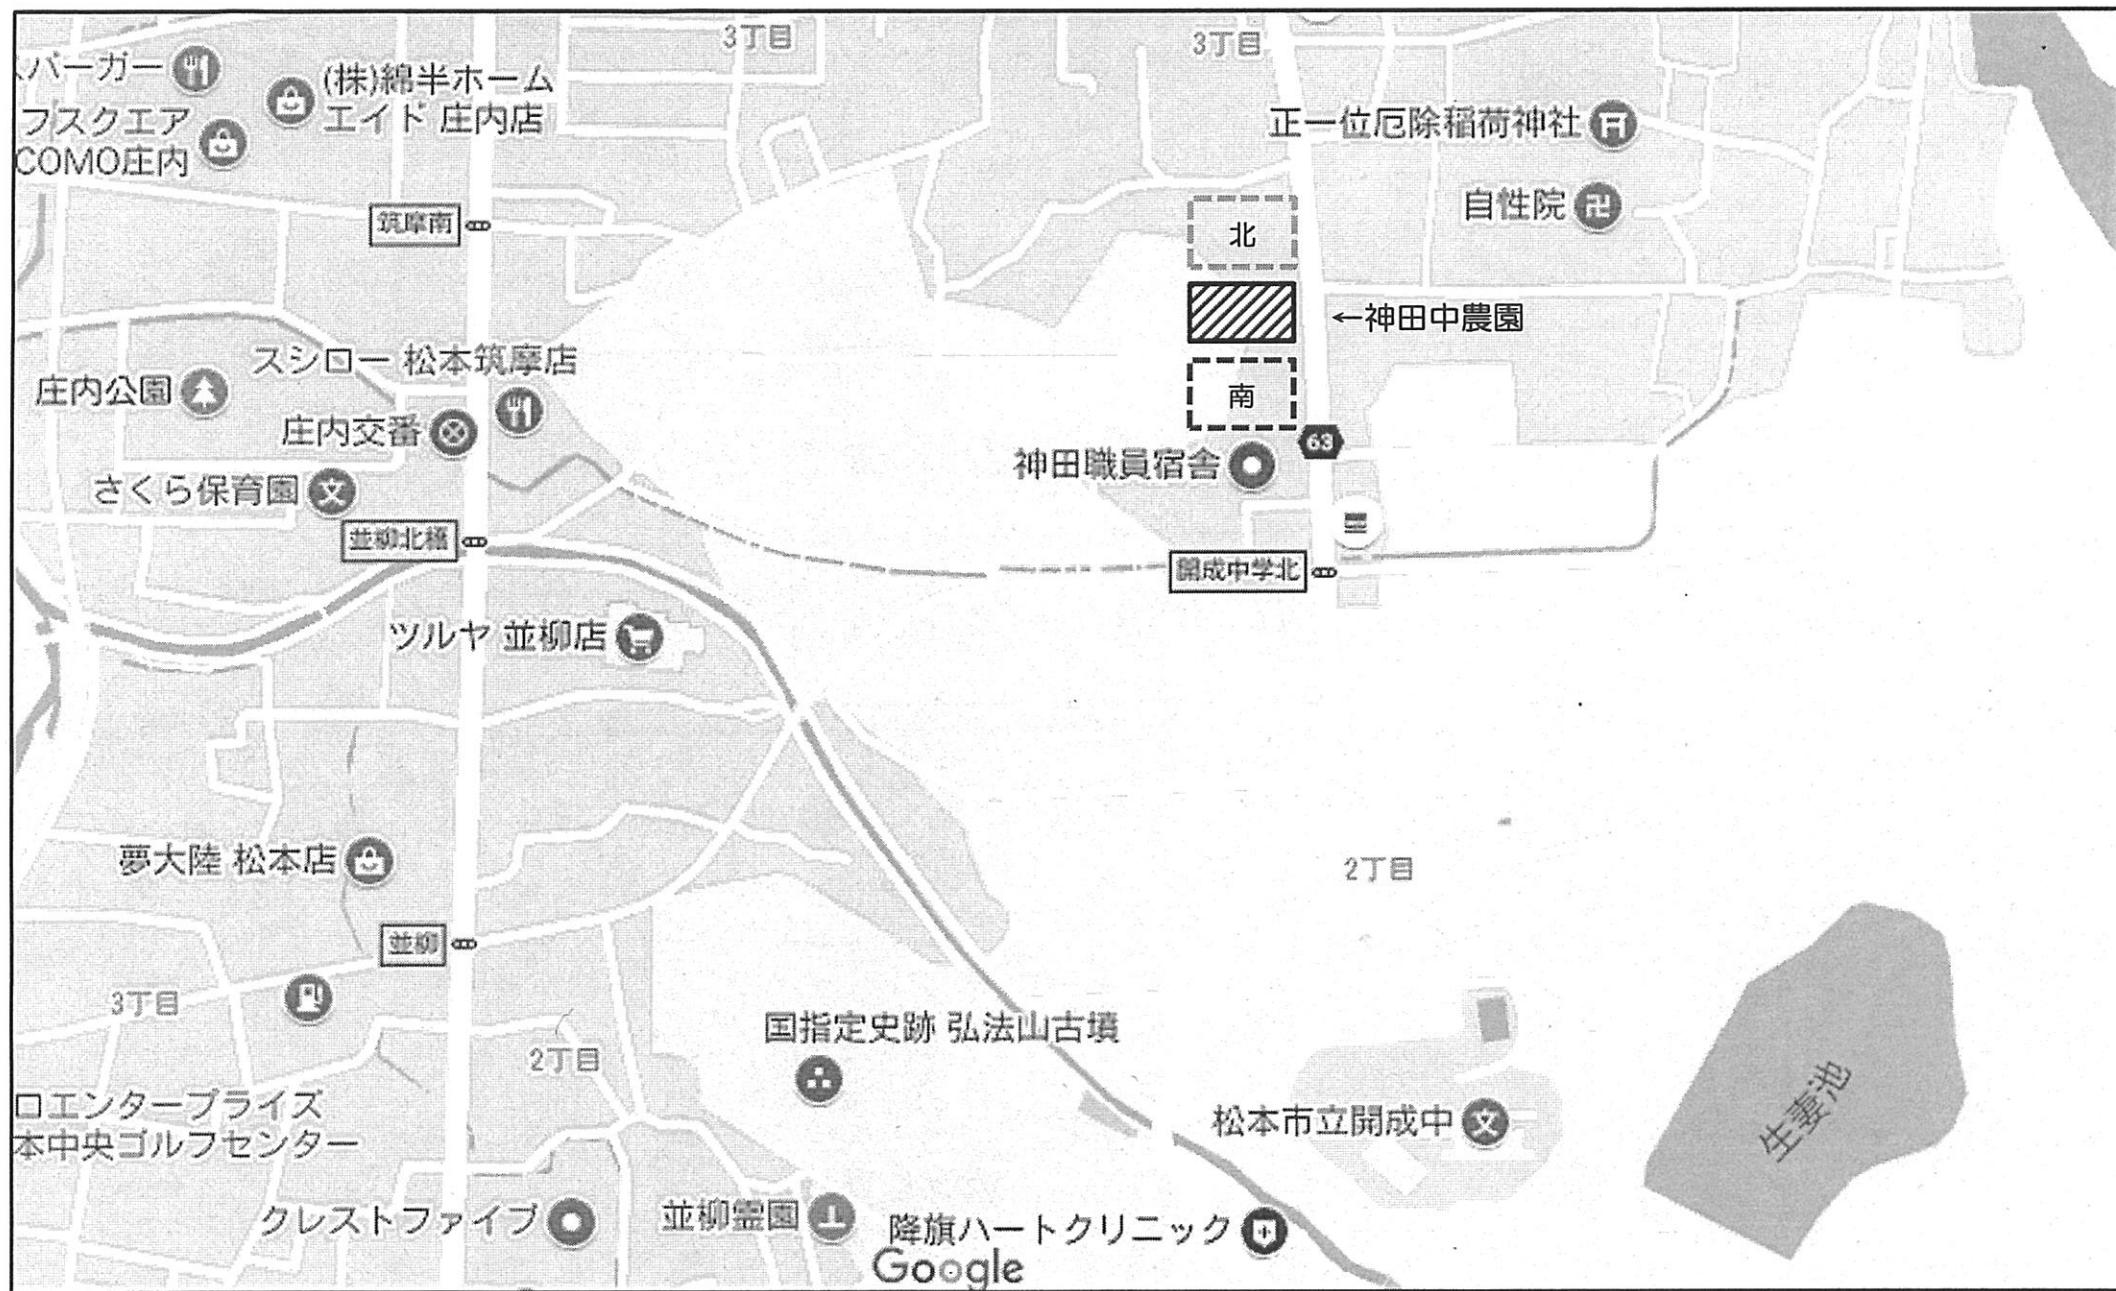 3丁目
3丁目
バーガー
(株)綿半ホーム
エイド 庄内店
フスクエア
COMO庄内
正一位厄除稲荷神社
自性院
筑摩南
北
←神田中農園
スシロー 松本筑摩店
庄内公園
南
庄内交番
63
神田職員宿舎
さくら保育園
並柳北橋
開成中学北
ツルヤ 並柳店
夢大陸 松本店
2丁目
並柳
3丁目
国指定史跡 弘法山古墳
2丁目
ロエンタープライズ
本中央ゴルフセンター
松本市立開成中
生妻池
クレストファイブ
並柳霊園
降旗ハートクリニック
Google